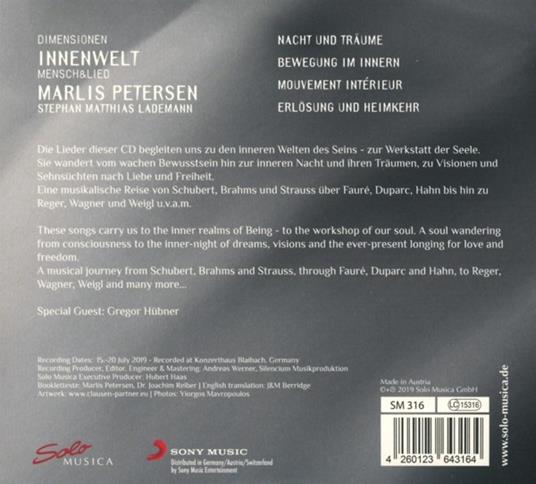 DIMENSIONEN
INNENWELT
MENSCH&LIED
MARLIS PETERSEN
STEPHAN MATTHIAS LADEMANN
NACHT UND TRÄUME
BEWEGUNG IM INNERN
MOUVEMENT INTÉRIEUR
ERLÖSUNG UND HEIMKEHR
Die Lieder dieser CD begleiten uns zu den inneren Welten des Seins - zur Werkstatt der Seele.
Sie wandert vom wachen Bewusstsein hin zur inneren Nacht und ihren Träumen, zu Visionen und
Sehnsüchten nach Liebe und Freiheit.
Eine musikalische Reise von Schubert, Brahms und Strauss über Fauré, Duparc, Hahn bis hin zu
Reger, Wagner und Weigl u.v.a.m.
These songs carry us to the inner realms of Being - to the workshop of our soul. A soul wandering
from consciousness to the inner-night of dreams, visions and the ever-present longing for love and
freedom.
A musical journey from Schubert, Brahms and Strauss, through Fauré, Duparc and Hahn, to Reger,
Wagner, Weigl and many more...
Special Guest: Gregor Hübner
Recording Dates: 15.-20 July 2019 - Recorded at Konzerthaus Blaibach, Germany
Recording Producer, Editor, Engineer & Mastering: Andreas Werner, Silencium Musikproduktion
Solo Musica Executive Producer: Hubert Haas
Booklettexte: Marlis Petersen, Dr. Joachim Reiber | English translation: J&M Berridge
Artwork: www.clausen-partner.eu | Photos: Yiorgos Mavropoulos
Solo
MUSICA
SONY MUSIC
Distributed in Germany/Austria/Switzerland
by Sony Music Entertainment
Made in Austria
©+℗ 2019 Solo Musica GmbH
SM 316
LC 15316
4 260123 643164
www.solo-musica.de